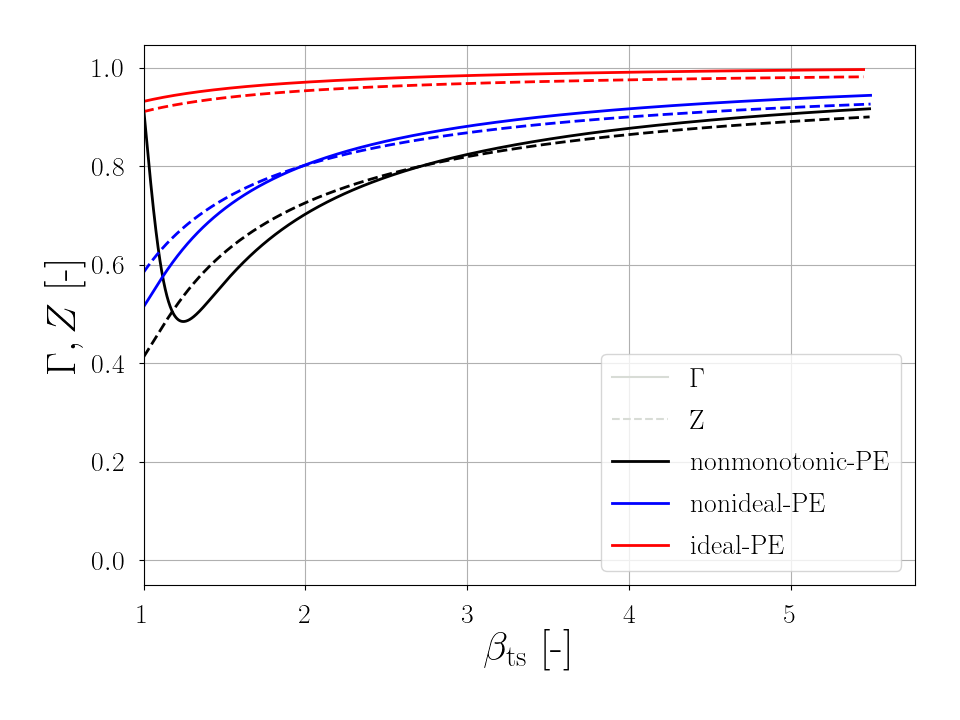 1.0
0.8
0.6
0.4
0.2
0.0
Γ, Z [-]
1 2 3 4 5
β_ts [-]
Γ
Z
nonmonotonic-PE
nonideal-PE
ideal-PE